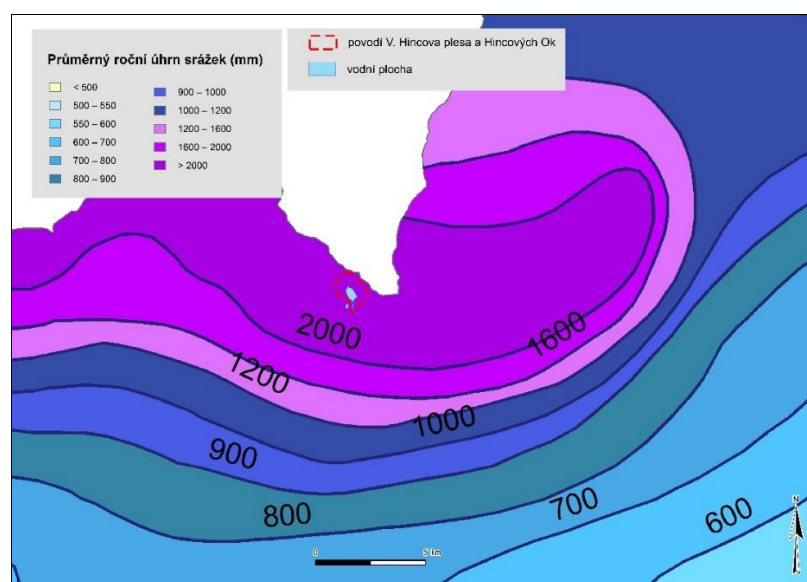 Průměrný roční úhrn srážek (mm)
< 500
500 – 550
550 – 600
600 – 700
700 – 800
800 – 900
900 – 1000
1000 – 1200
1200 – 1600
1600 – 2000
> 2000
povodí V. Hincova plesa a Hincových Ok
vodní plocha
2000
1600
1200
1000
900
800
700
600
0
5 km
N